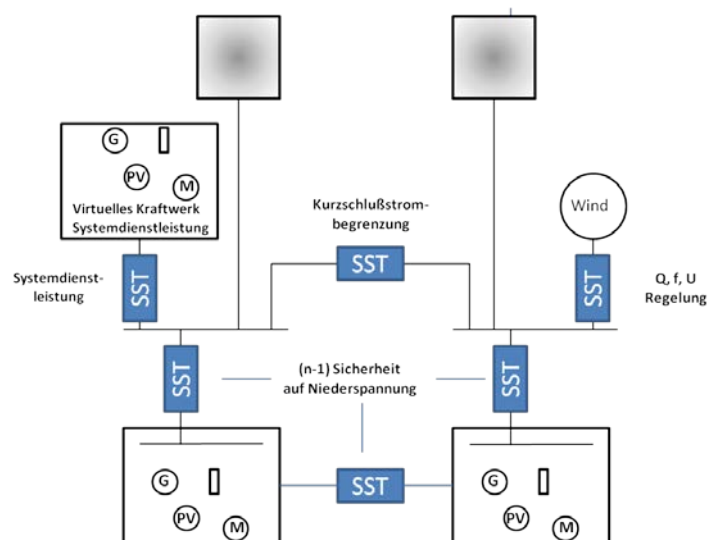 G
PV
M
Virtuelles Kraftwerk
Systemdienstleistung
Kurzschlußstrom-
begrenzung
Wind
Systemdienst-
leistung
SST
SST
SST
Q, f, U
Regelung
SST
(n-1) Sicherheit
auf Niederspannung
SST
G
PV
M
SST
G
PV
M